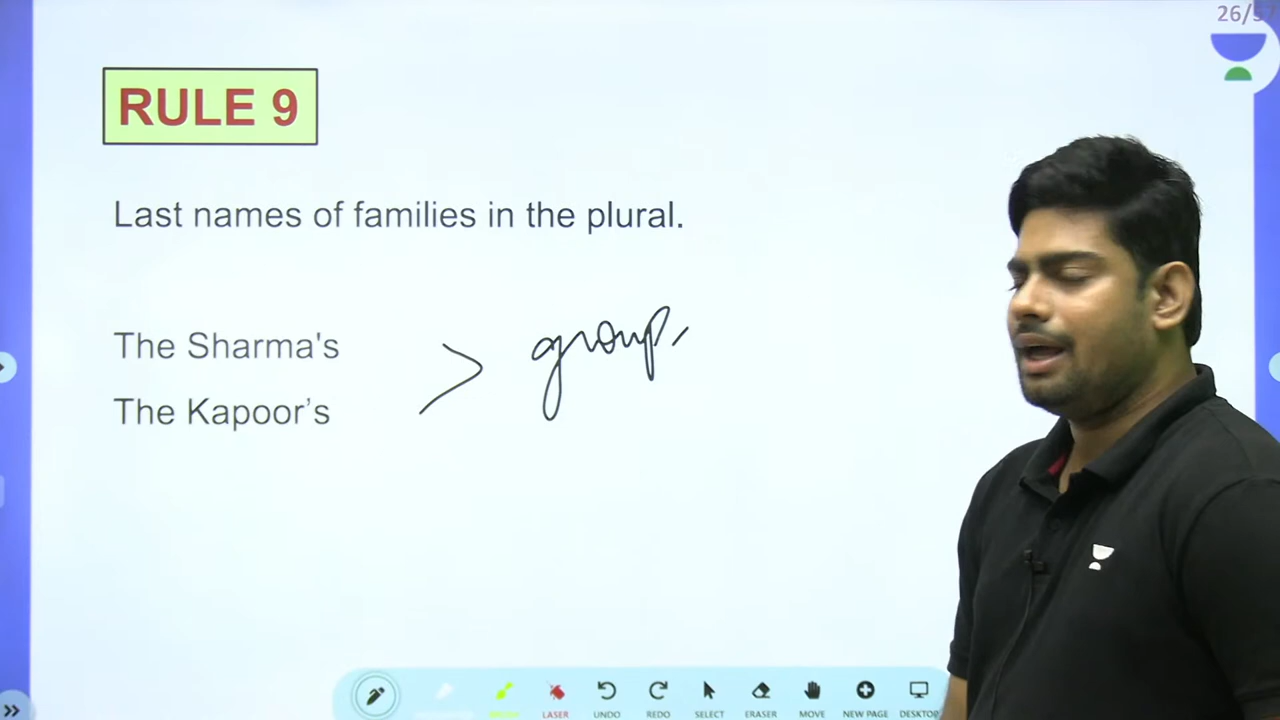 26/57
RULE 9
Last names of families in the plural.
The Sharma's
The Kapoor’s
group
LASER
UNDO
REDO
SELECT
ERASER
MOVE
NEW PAGE
DESKTOP